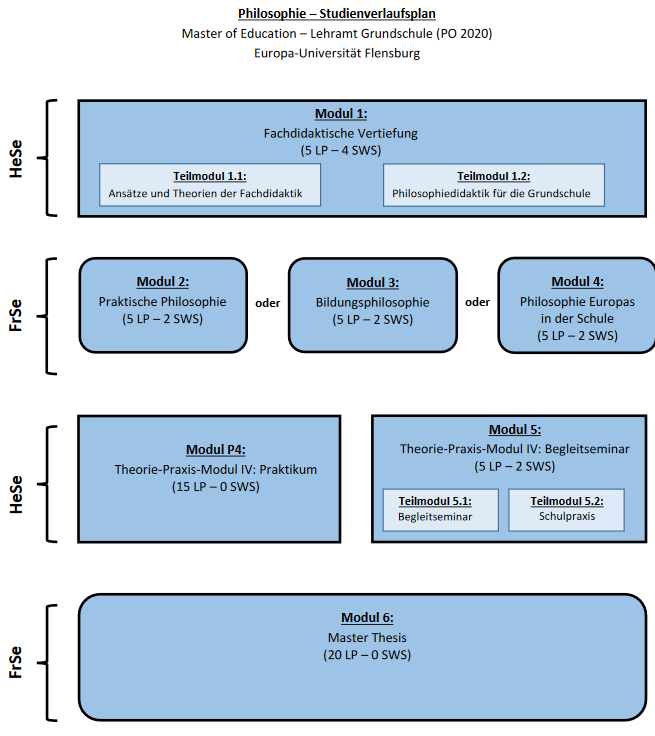 Philosophie – Studienverlaufsplan
Master of Education – Lehramt Grundschule (PO 2020)
Europa-Universität Flensburg
HeSe
Modul 1:
Fachdidaktische Vertiefung
(5 LP – 4 SWS)
Teilmodul 1.1:
Ansätze und Theorien der Fachdidaktik
Teilmodul 1.2:
Philosophiedidaktik für die Grundschule
FrSe
Modul 2:
Praktische Philosophie
(5 LP – 2 SWS)
oder
Modul 3:
Bildungsphilosophie
(5 LP – 2 SWS)
oder
Modul 4:
Philosophie Europas
in der Schule
(5 LP – 2 SWS)
HeSe
Modul P4:
Theorie-Praxis-Modul IV: Praktikum
(15 LP – 0 SWS)
Modul 5:
Theorie-Praxis-Modul IV: Begleitseminar
(5 LP – 2 SWS)
Teilmodul 5.1:
Begleitseminar
Teilmodul 5.2:
Schulpraxis
FrSe
Modul 6:
Master Thesis
(20 LP – 0 SWS)